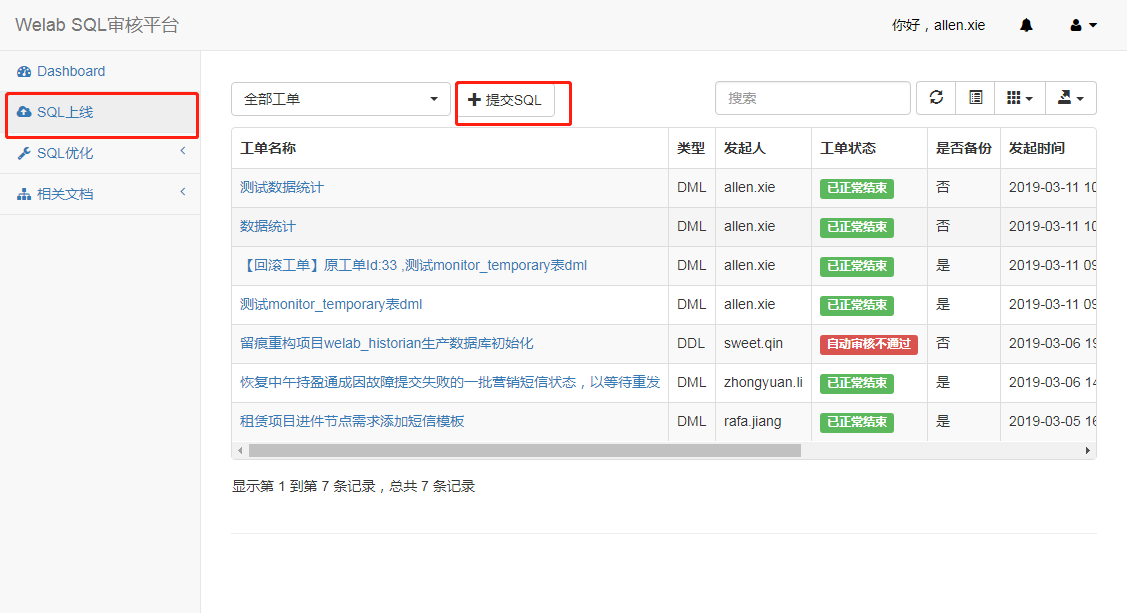 Welab SQL审核平台
你好，allen.xie
Dashboard
SQL上线
SQL优化
相关文档
全部工单
提交SQL
搜索
工单名称 类型 发起人 工单状态 是否备份 发起时间
测试数据统计 DML allen.xie 已正常结束 否 2019-03-11 10
数据统计 DML allen.xie 已正常结束 否 2019-03-11 10
【回滚工单】原工单Id:33 ,测试monitor_temporary表dml DML allen.xie 已正常结束 是 2019-03-11 09
测试monitor_temporary表dml DML allen.xie 已正常结束 是 2019-03-11 09
留痕重构项目welab_historian生产数据库初始化 DDL sweet.qin 自动审核不通过 否 2019-03-06 19
恢复中午持盈通成因故障提交失败的一批营销短信状态，以等待重发 DML zhongyuan.li 已正常结束 是 2019-03-06 14
租赁项目进件节点需求添加短信模板 DML rafa.jiang 已正常结束 是 2019-03-05 16
显示第 1 到第 7 条记录，总共 7 条记录